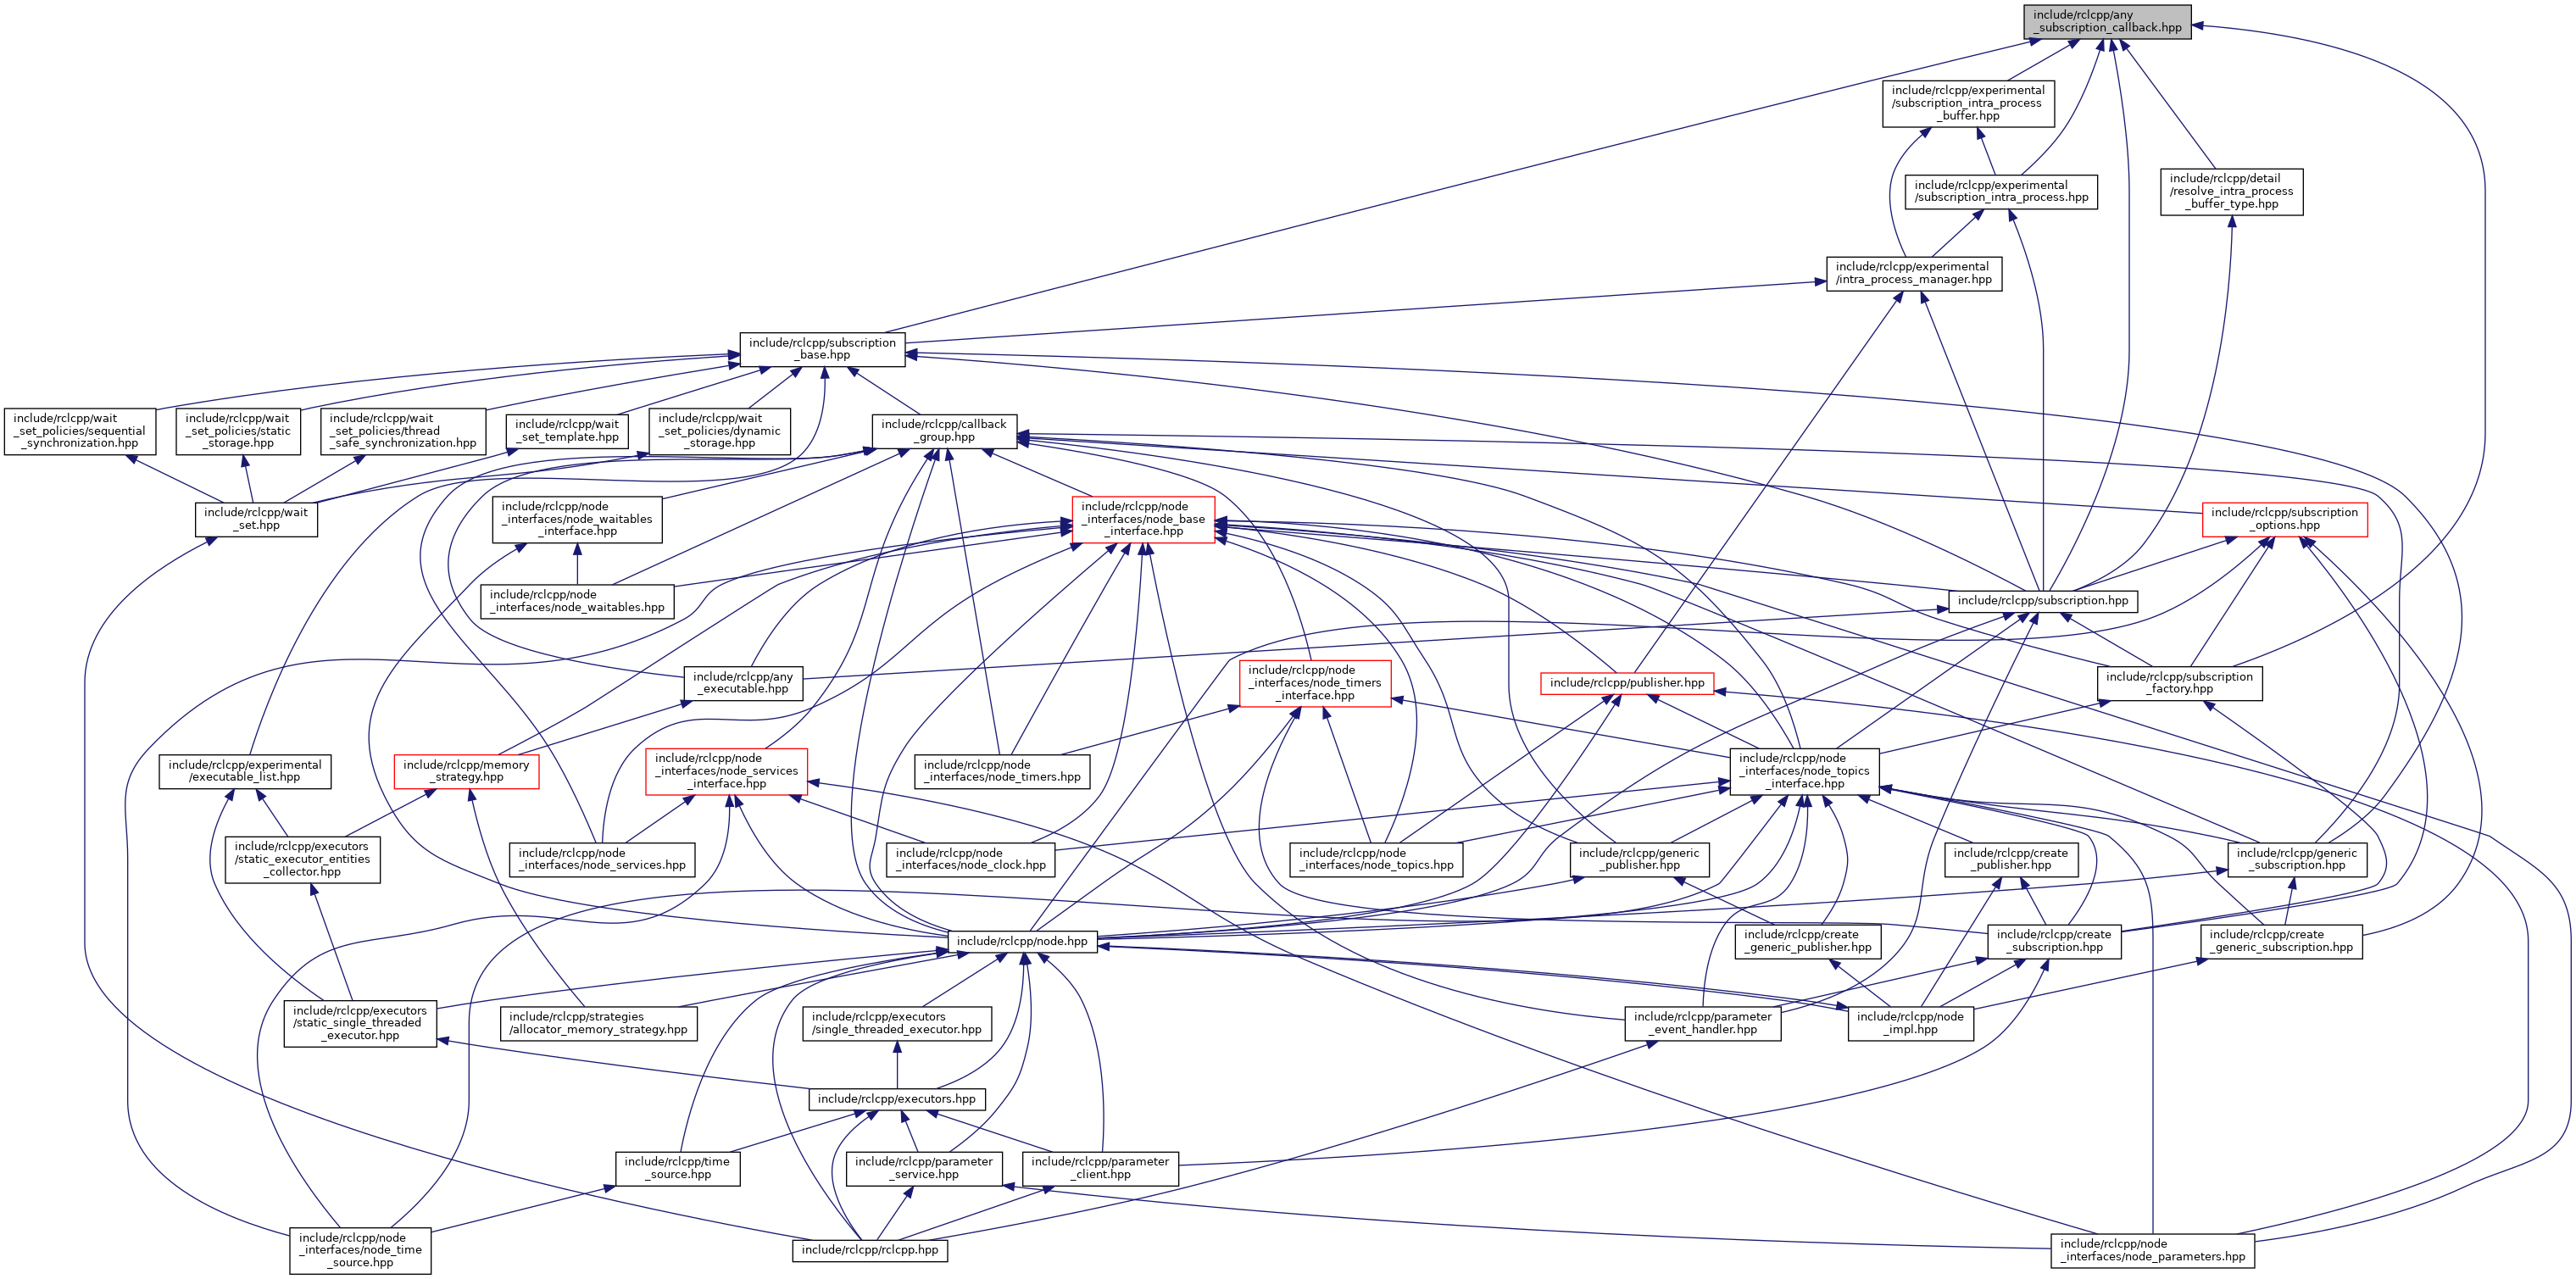 include/rclcpp/any
_subscription_callback.hpp
include/rclcpp/experimental
/subscription_intra_process
_buffer.hpp
include/rclcpp/experimental
/subscription_intra_process.hpp
include/rclcpp/detail
/resolve_intra_process
_buffer_type.hpp
include/rclcpp/experimental
/intra_process_manager.hpp
include/rclcpp/subscription
_base.hpp
include/rclcpp/wait
_set_policies/sequential
_synchronization.hpp
include/rclcpp/wait
_set_policies/static
_storage.hpp
include/rclcpp/wait
_set_policies/thread
_safe_synchronization.hpp
include/rclcpp/wait
_set_template.hpp
include/rclcpp/wait
_set_policies/dynamic
_storage.hpp
include/rclcpp/callback
_group.hpp
include/rclcpp/wait
_set.hpp
include/rclcpp/node
_interfaces/node_waitables
_interface.hpp
include/rclcpp/node
_interfaces/node_base
_interface.hpp
include/rclcpp/subscription
_options.hpp
include/rclcpp/node
_interfaces/node_waitables.hpp
include/rclcpp/subscription.hpp
include/rclcpp/any
_executable.hpp
include/rclcpp/node
_interfaces/node_timers
_interface.hpp
include/rclcpp/publisher.hpp
include/rclcpp/subscription
_factory.hpp
include/rclcpp/experimental
/executable_list.hpp
include/rclcpp/memory
_strategy.hpp
include/rclcpp/node
_interfaces/node_services
_interface.hpp
include/rclcpp/node
_interfaces/node_timers.hpp
include/rclcpp/node
_interfaces/node_topics
_interface.hpp
include/rclcpp/executors
/static_executor_entities
_collector.hpp
include/rclcpp/node
_interfaces/node_services.hpp
include/rclcpp/node
_interfaces/node_clock.hpp
include/rclcpp/node
_interfaces/node_topics.hpp
include/rclcpp/generic
_publisher.hpp
include/rclcpp/create
_publisher.hpp
include/rclcpp/generic
_subscription.hpp
include/rclcpp/node.hpp
include/rclcpp/create
_generic_publisher.hpp
include/rclcpp/create
_subscription.hpp
include/rclcpp/create
_generic_subscription.hpp
include/rclcpp/executors
/static_single_threaded
_executor.hpp
include/rclcpp/strategies
/allocator_memory_strategy.hpp
include/rclcpp/executors
/single_threaded_executor.hpp
include/rclcpp/parameter
_event_handler.hpp
include/rclcpp/node
_impl.hpp
include/rclcpp/executors.hpp
include/rclcpp/time
_source.hpp
include/rclcpp/parameter
_service.hpp
include/rclcpp/parameter
_client.hpp
include/rclcpp/node
_interfaces/node_time
_source.hpp
include/rclcpp/rclcpp.hpp
include/rclcpp/node
_interfaces/node_parameters.hpp